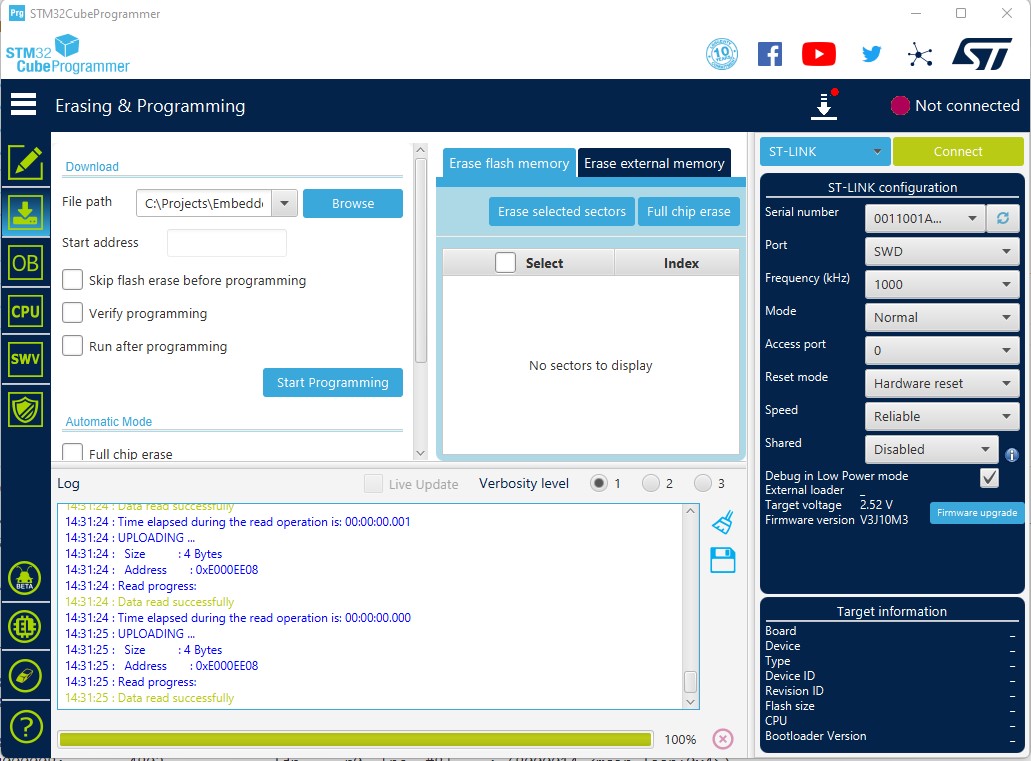 Prg STM32CubeProgrammer
STM32
CubeProgrammer
10 YEARS
ST
Erasing & Programming
Not connected
OB
CPU
SWV
BETA
Download
File path C:\Projects\Embedde Browse
Start address
Skip flash erase before programming
Verify programming
Run after programming
Start Programming
Automatic Mode
Full chip erase
Erase flash memory Erase external memory
Erase selected sectors Full chip erase
Select Index
No sectors to display
Log Live Update Verbosity level 1 2 3
14:31:24 : Data read successfully
14:31:24 : Time elapsed during the read operation is: 00:00:00.001
14:31:24 : UPLOADING ...
14:31:24 : Size : 4 Bytes
14:31:24 : Address : 0xE000EE08
14:31:24 : Read progress:
14:31:24 : Data read successfully
14:31:24 : Time elapsed during the read operation is: 00:00:00.000
14:31:25 : UPLOADING ...
14:31:25 : Size : 4 Bytes
14:31:25 : Address : 0xE000EE08
14:31:25 : Read progress:
14:31:25 : Data read successfully
100%
ST-LINK Connect
ST-LINK configuration
Serial number 0011001A...
Port SWD
Frequency (kHz) 1000
Mode Normal
Access port 0
Reset mode Hardware reset
Speed Reliable
Shared Disabled
Debug in Low Power mode
External loader _
Target voltage 2.52 V
Firmware version V3J10M3
Firmware upgrade
Target information
Board _
Device _
Type _
Device ID _
Revision ID _
Flash size _
CPU _
Bootloader Version _